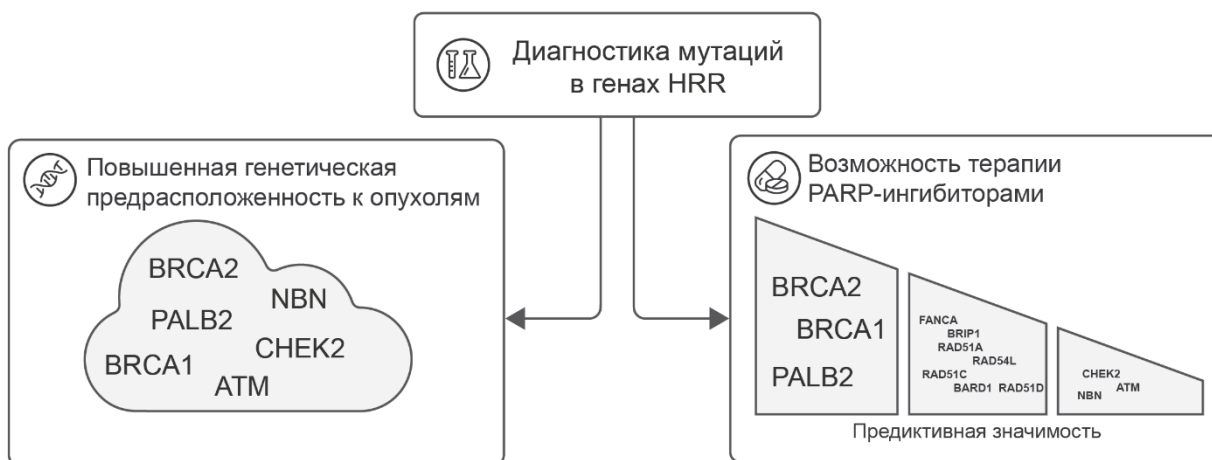 Диагностика мутаций
в генах HRR
Повышенная генетическая
предрасположенность к опухолям
BRCA2
NBN
PALB2
CHEK2
BRCA1
ATM
Возможность терапии
PARP-ингибиторами
BRCA2
BRCA1
PALB2
FANCA
BRIP1
RAD51A
RAD54L
RAD51C
BARD1 RAD51D
CHEK2
ATM
NBN
Предиктивная значимость